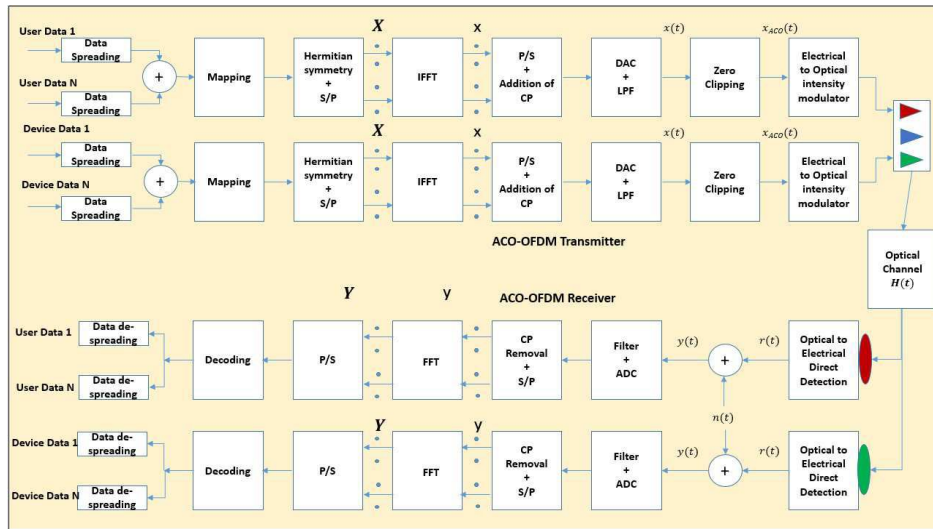 User Data 1
Data
Spreading
User Data N
Data
Spreading
+
Mapping
Hermitian
symmetry
+
S/P
X
IFFT
x
P/S
+
Addition of
CP
DAC
+
LPF
x(t)
Zero
Clipping
x_ACO(t)
Electrical
to Optical
intensity
modulator
Device Data 1
Data
Spreading
Device Data N
Data
Spreading
+
Mapping
Hermitian
symmetry
+
S/P
X
IFFT
x
P/S
+
Addition of
CP
DAC
+
LPF
x(t)
Zero
Clipping
x_ACO(t)
Electrical
to Optical
intensity
modulator
ACO-OFDM Transmitter
Optical
Channel
H(t)
ACO-OFDM Receiver
User Data 1
Data de-
spreading
User Data N
Data de-
spreading
Decoding
P/S
Y
FFT
y
CP
Removal
+
S/P
Filter
+
ADC
y(t)
+
r(t)
Optical to
Electrical
Direct
Detection
n(t)
Device Data 1
Data de-
spreading
Device Data N
Data de-
spreading
Decoding
P/S
Y
FFT
y
CP
Removal
+
S/P
Filter
+
ADC
y(t)
+
r(t)
Optical to
Electrical
Direct
Detection